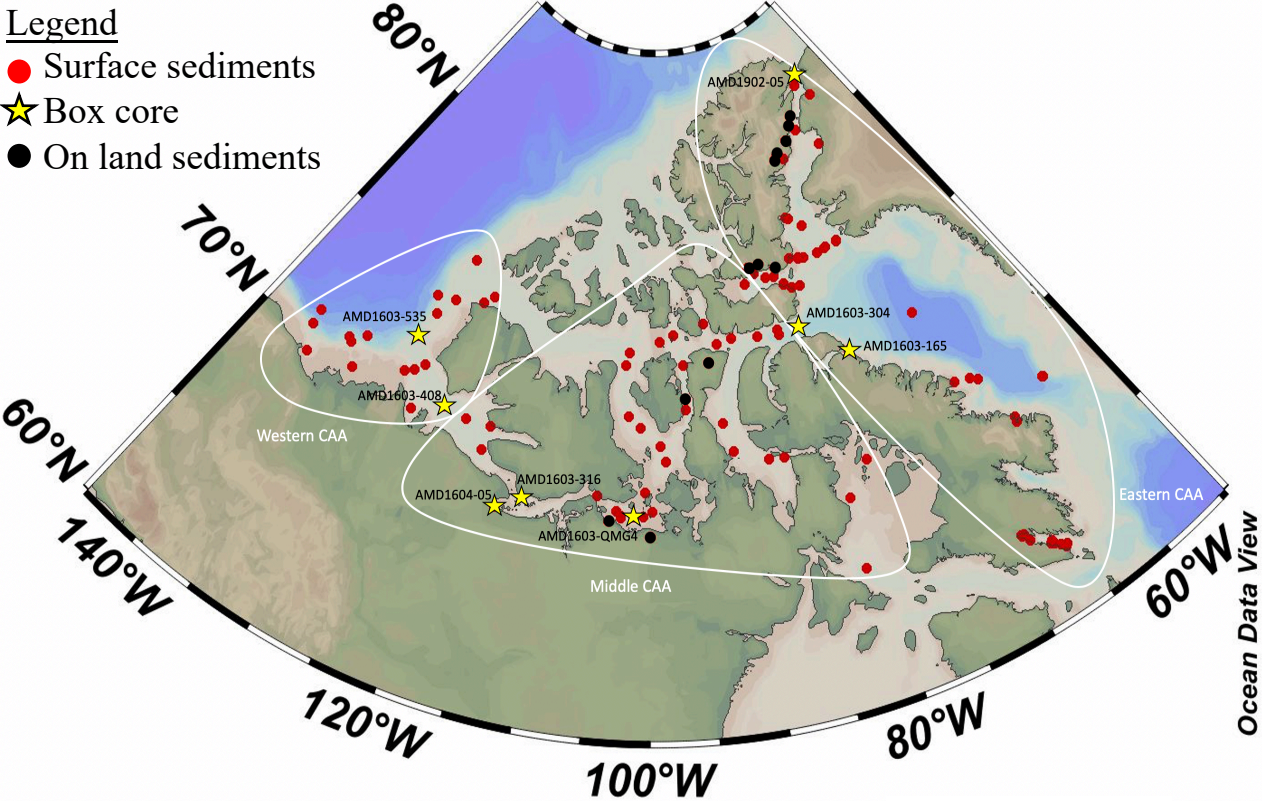 Legend
Surface sediments
Box core
On land sediments
80°N
70°N
60°N
140°W
120°W
100°W
80°W
60°W
AMD1902-05
AMD1603-535
AMD1603-304
AMD1603-165
AMD1603-408
Western CAA
AMD1603-316
AMD1604-05
AMD1603-QMG4
Middle CAA
Eastern CAA
Ocean Data View